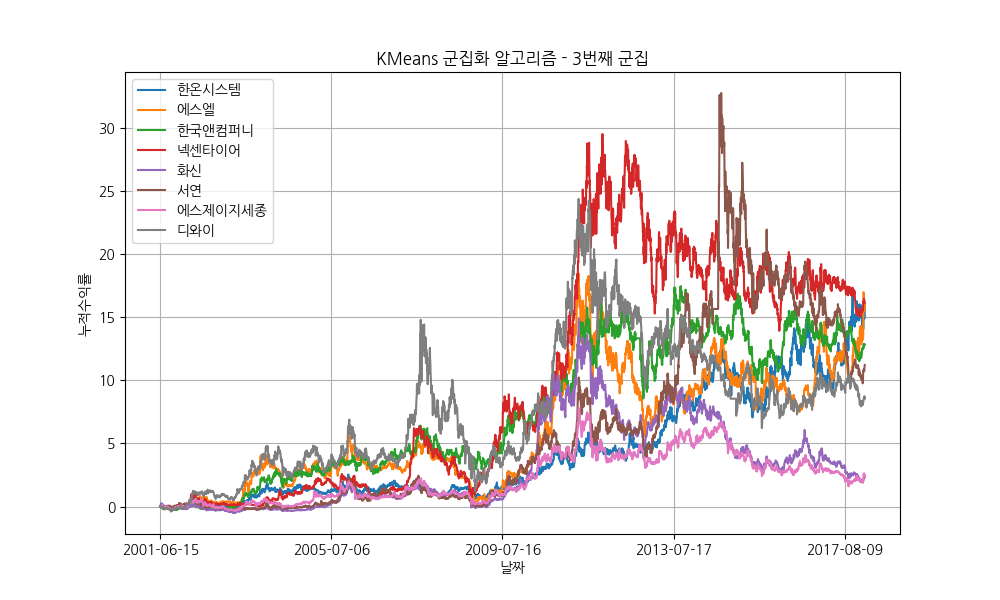 KMeans 군집화 알고리즘 - 3번째 군집
한온시스템
에스엘
한국앤컴퍼니
넥센타이어
화신
서연
에스제이지세종
디와이
누적수익률
30
25
20
15
10
5
0
2001-06-15
2005-07-06
2009-07-16
2013-07-17
2017-08-09
날짜